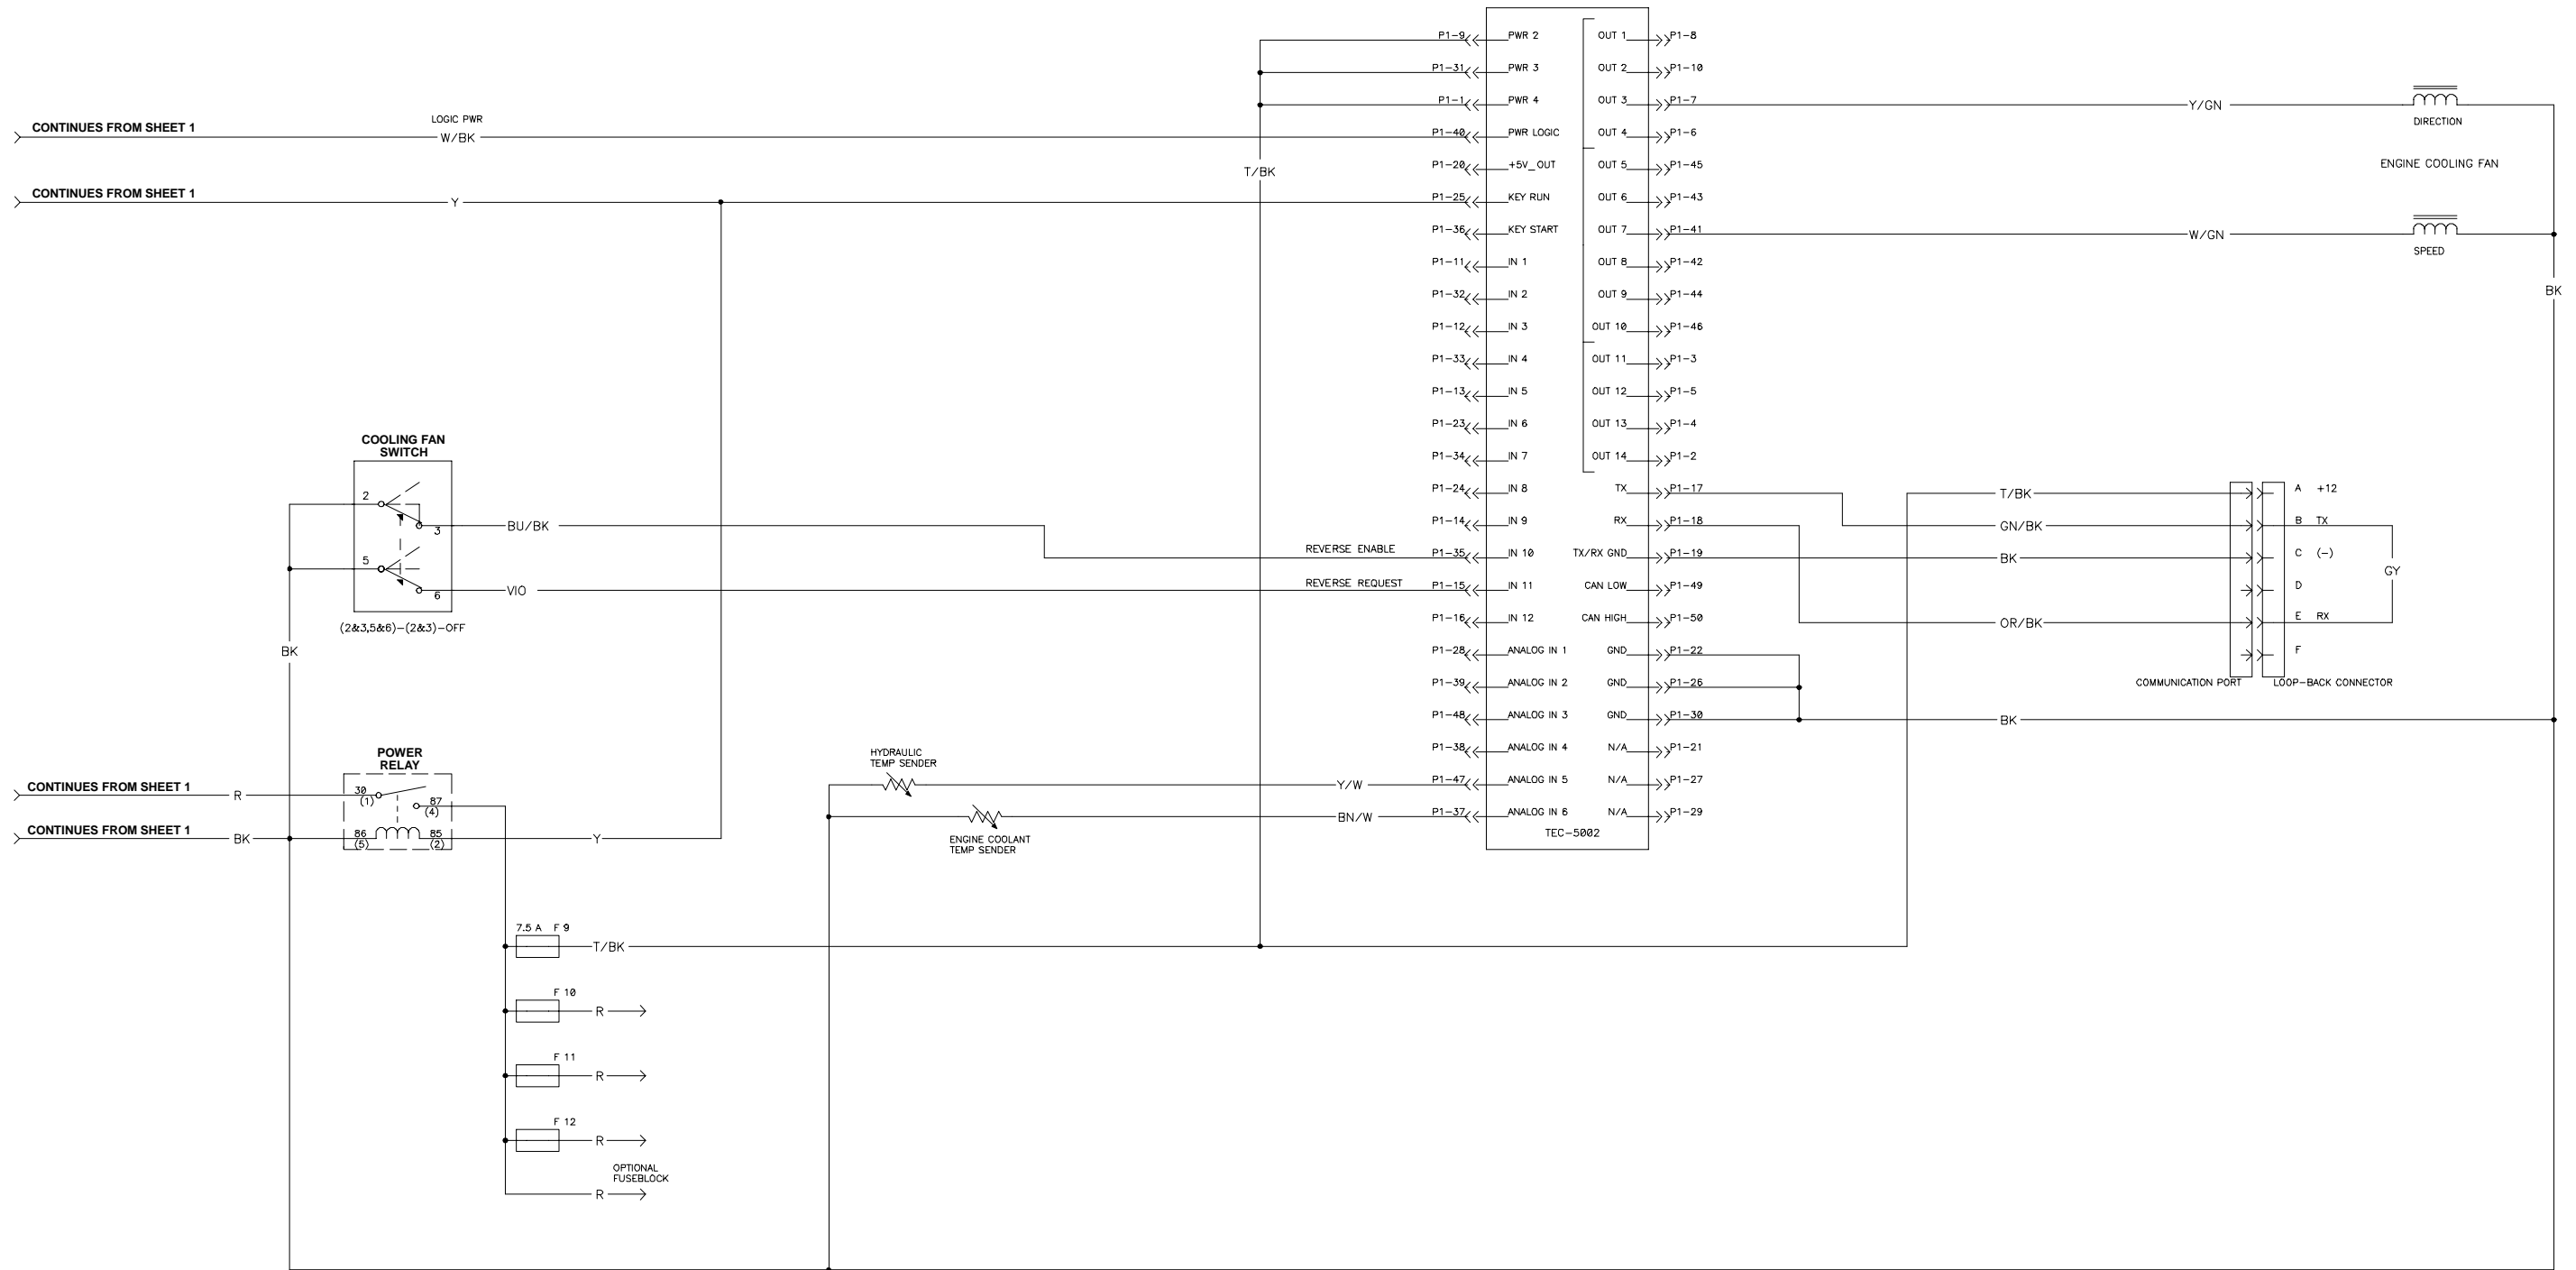 P1-9
PWR 2
OUT 1
P1-8
P1-31
PWR 3
OUT 2
P1-10
P1-1
PWR 4
OUT 3
P1-7
Y/GN
DIRECTION
CONTINUES FROM SHEET 1
LOGIC PWR
W/BK
P1-40
PWR LOGIC
OUT 4
P1-6
T/BK
P1-20
+5V_OUT
OUT 5
P1-45
ENGINE COOLING FAN
CONTINUES FROM SHEET 1
Y
P1-25
KEY RUN
OUT 6
P1-43
P1-36
KEY START
OUT 7
P1-41
W/GN
SPEED
P1-11
IN 1
OUT 8
P1-42
BK
P1-32
IN 2
OUT 9
P1-44
P1-12
IN 3
OUT 10
P1-46
P1-33
IN 4
OUT 11
P1-3
P1-13
IN 5
OUT 12
P1-5
P1-23
IN 6
OUT 13
P1-4
P1-34
IN 7
OUT 14
P1-2
COOLING FAN
SWITCH
2
3
5
6
(2&3,5&6)-(2&3)-OFF
BU/BK
VIO
BK
P1-24
IN 8
TX
P1-17
T/BK
A +12
P1-14
IN 9
RX
P1-18
GN/BK
B TX
REVERSE ENABLE
P1-35
IN 10
TX/RX GND
P1-19
BK
C (-)
GY
REVERSE REQUEST
P1-15
IN 11
CAN LOW
P1-49
D
P1-16
IN 12
CAN HIGH
P1-50
OR/BK
E RX
P1-28
ANALOG IN 1
GND
P1-22
F
P1-39
ANALOG IN 2
GND
P1-26
COMMUNICATION PORT
LOOP-BACK CONNECTOR
P1-48
ANALOG IN 3
GND
P1-30
BK
P1-38
ANALOG IN 4
N/A
P1-21
HYDRAULIC
TEMP SENDER
Y/W
P1-47
ANALOG IN 5
N/A
P1-27
ENGINE COOLANT
TEMP SENDER
BN/W
P1-37
ANALOG IN 6
N/A
P1-29
TEC-5002
POWER
RELAY
CONTINUES FROM SHEET 1
R
30
(1)
87
(4)
CONTINUES FROM SHEET 1
BK
86
(5)
85
(2)
Y
7.5 A F 9
T/BK
F 10
R
F 11
R
F 12
R
OPTIONAL
FUSEBLOCK
R